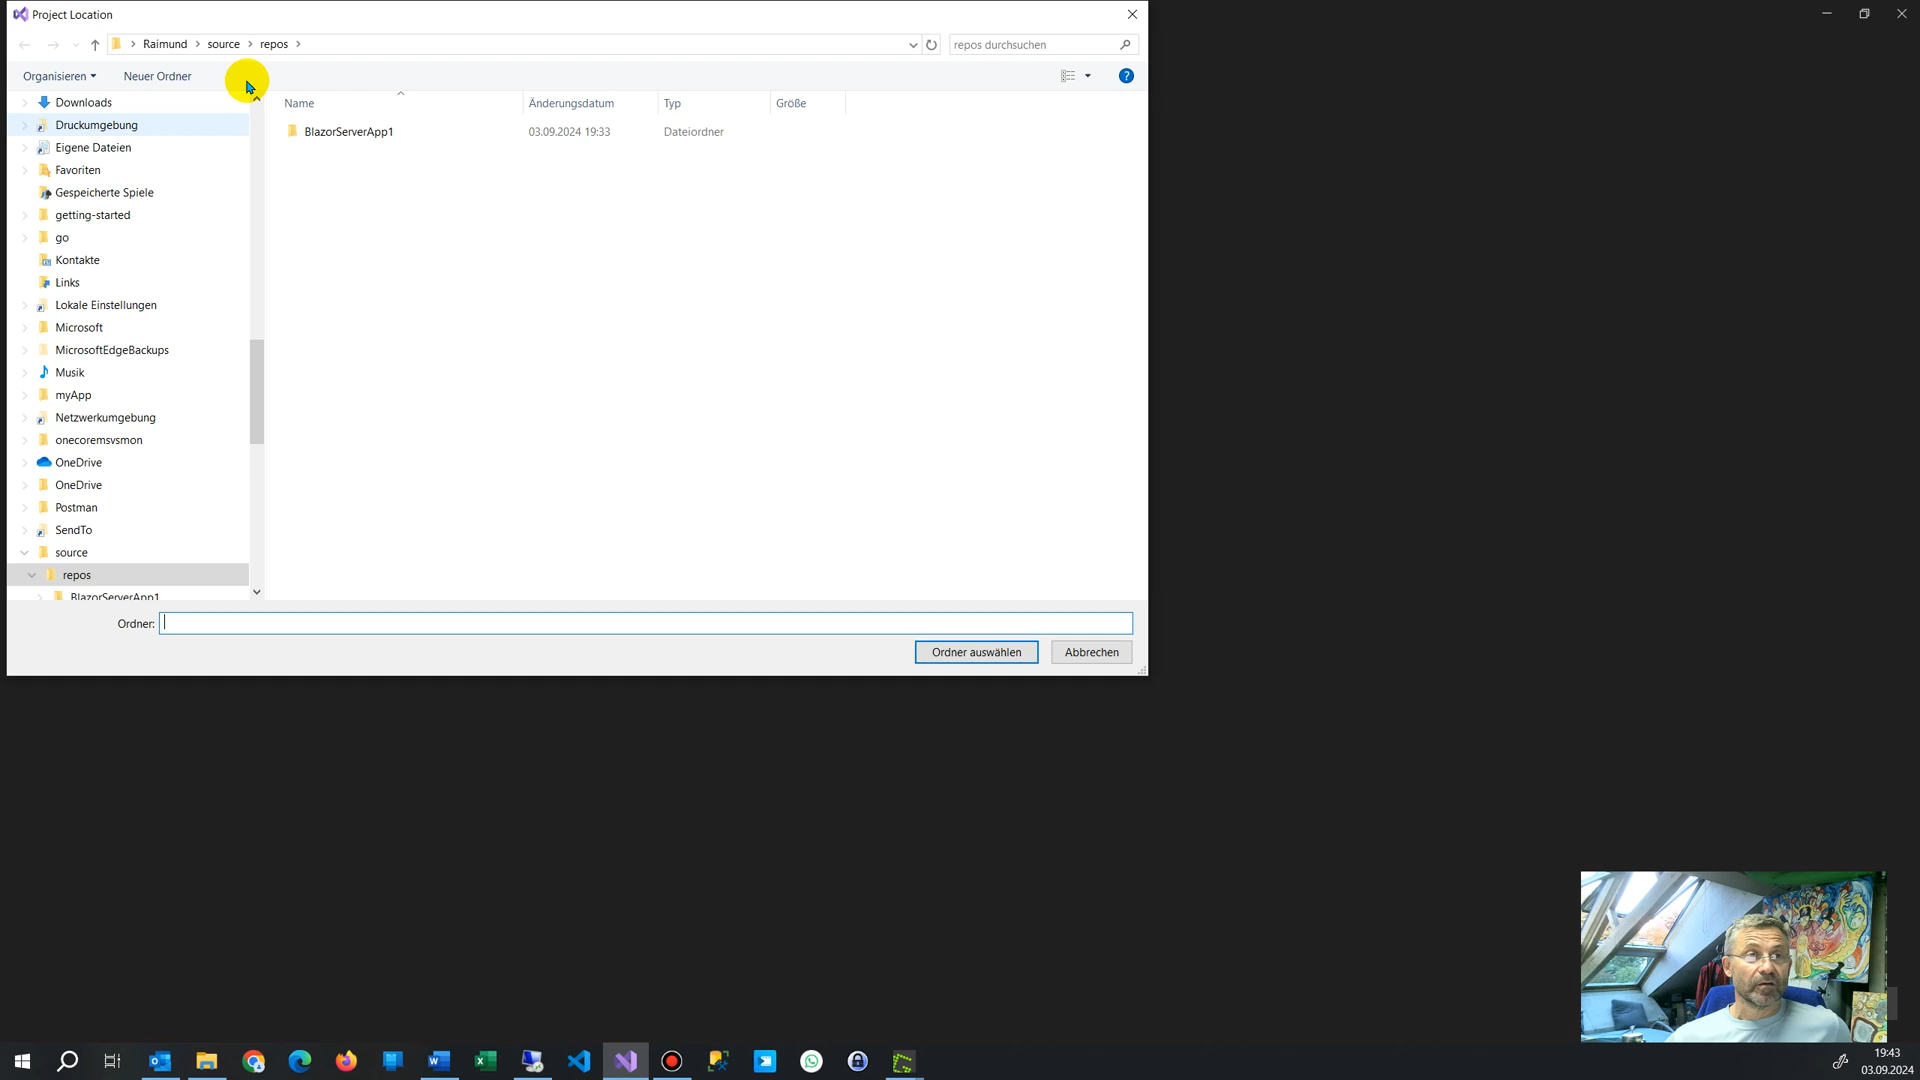 Project Location
Raimund > source > repos >
repos durchsuchen
Organisieren
Neuer Ordner
?
Name
Änderungsdatum
Typ
Größe
BlazorServerApp1
03.09.2024 19:33
Dateiordner
Downloads
Druckumgebung
Eigene Dateien
Favoriten
Gespeicherte Spiele
getting-started
go
Kontakte
Links
Lokale Einstellungen
Microsoft
MicrosoftEdgeBackups
Musik
myApp
Netzwerkumgebung
onecoremsvsmon
OneDrive
OneDrive
Postman
SendTo
source
repos
BlazorServerApp1
Ordner:
Ordner auswählen
Abbrechen
19:43
03.09.2024